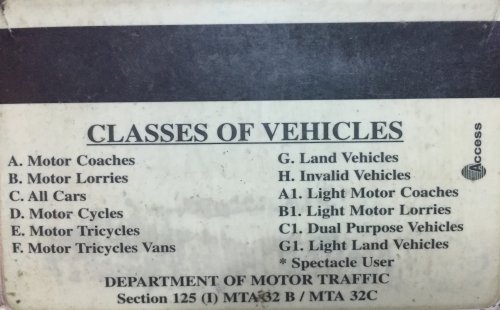 CLASSES OF VEHICLES
A. Motor Coaches
B. Motor Lorries
C. All Cars
D. Motor Cycles
E. Motor Tricycles
F. Motor Tricycles Vans
G. Land Vehicles
H. Invalid Vehicles
A1. Light Motor Coaches
B1. Light Motor Lorries
C1. Dual Purpose Vehicles
G1. Light Land Vehicles
* Spectacle User
Access
DEPARTMENT OF MOTOR TRAFFIC
Section 125 (I) MTA 32 B / MTA 32C